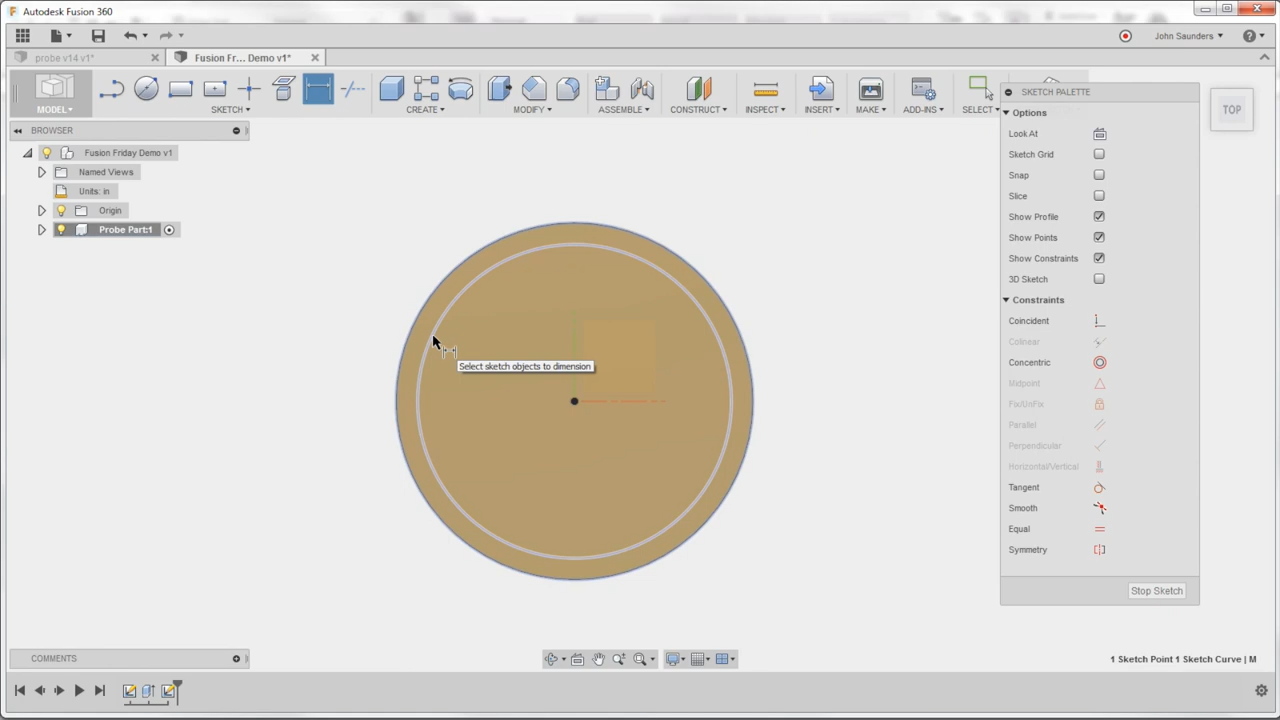 Autodesk Fusion 360
John Saunders
probe v14 v1*
Fusion Fr... Demo v1*
MODEL
SKETCH
CREATE
MODIFY
ASSEMBLE
CONSTRUCT
INSPECT
INSERT
MAKE
ADD-INS
SELECT
SKETCH PALETTE
TOP
BROWSER
Options
Fusion Friday Demo v1
Look At
Named Views
Sketch Grid
Units: in
Snap
Origin
Slice
Probe Part:1
Show Profile
Show Points
Show Constraints
3D Sketch
Constraints
Coincident
Colinear
Concentric
Select sketch objects to dimension
Midpoint
Fix/UnFix
Parallel
Perpendicular
Horizontal/Vertical
Tangent
Smooth
Equal
Symmetry
Stop Sketch
COMMENTS
1 Sketch Point 1 Sketch Curve | M